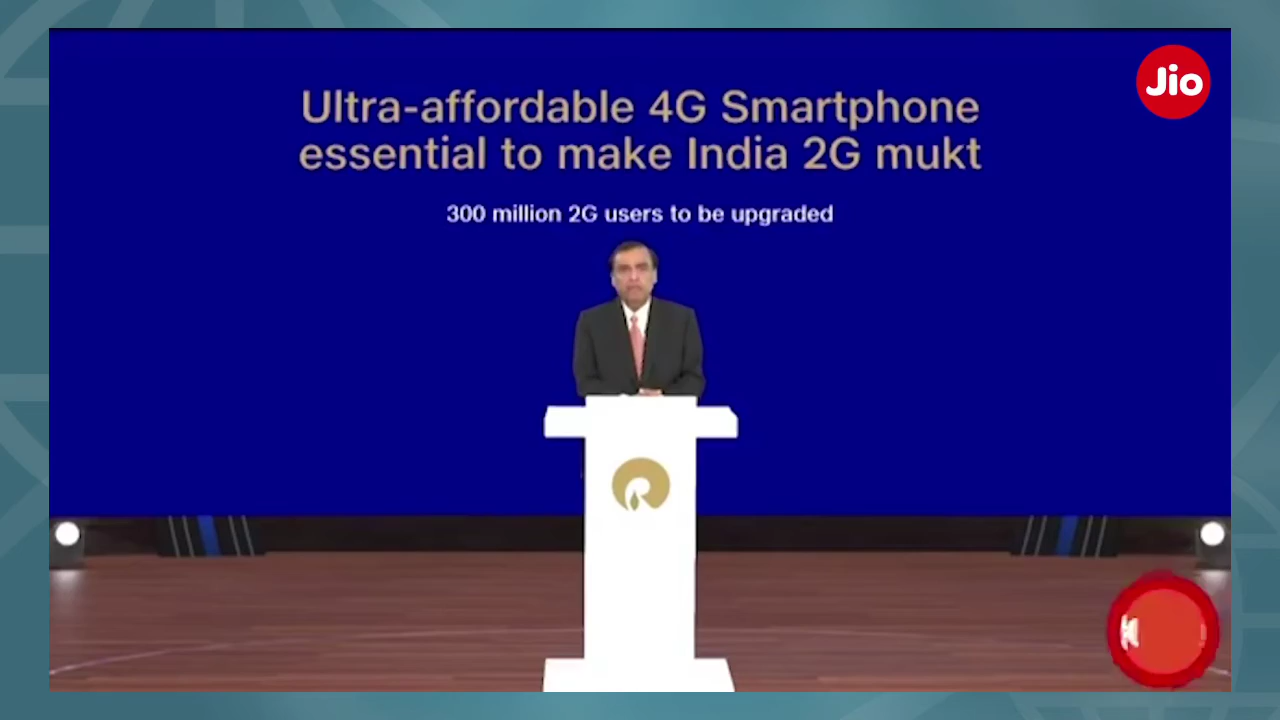 Jio
Ultra-affordable 4G Smartphone
essential to make India 2G mukt
300 million 2G users to be upgraded